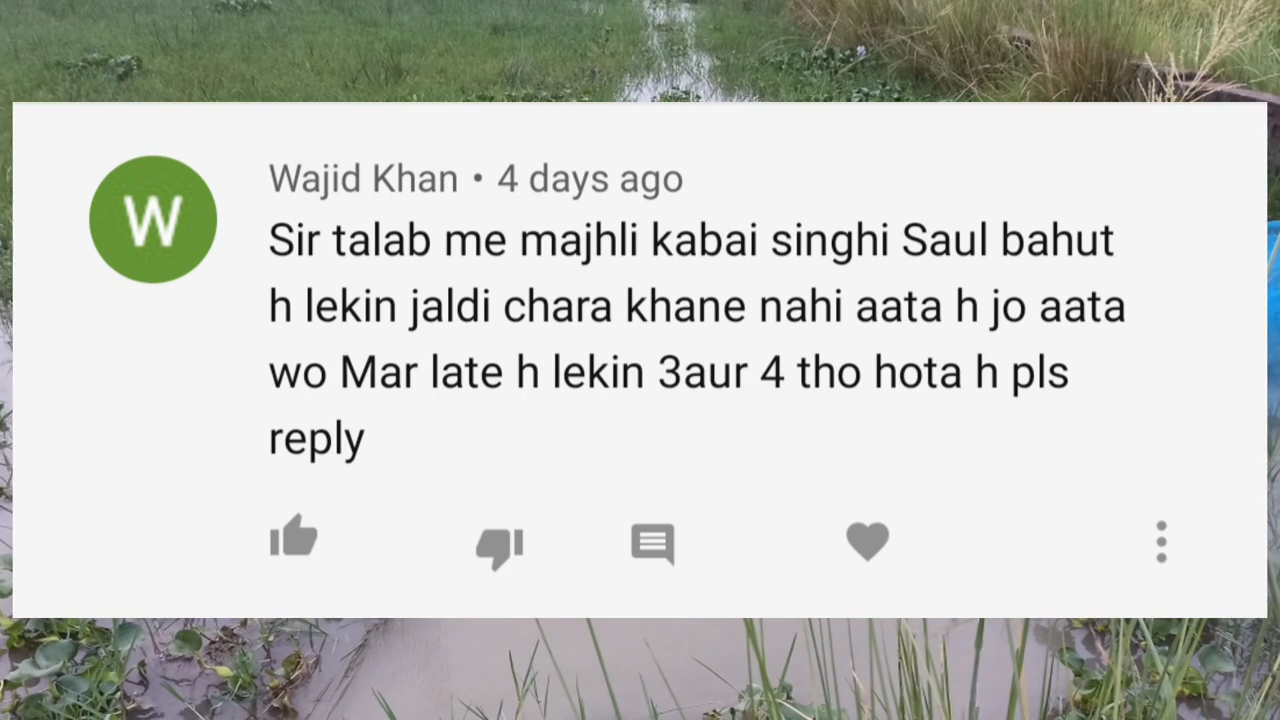 W
Wajid Khan • 4 days ago
Sir talab me majhli kabai singhi Saul bahut
h lekin jaldi chara khane nahi aata h jo aata
wo Mar late h lekin 3aur 4 tho hota h pls
reply